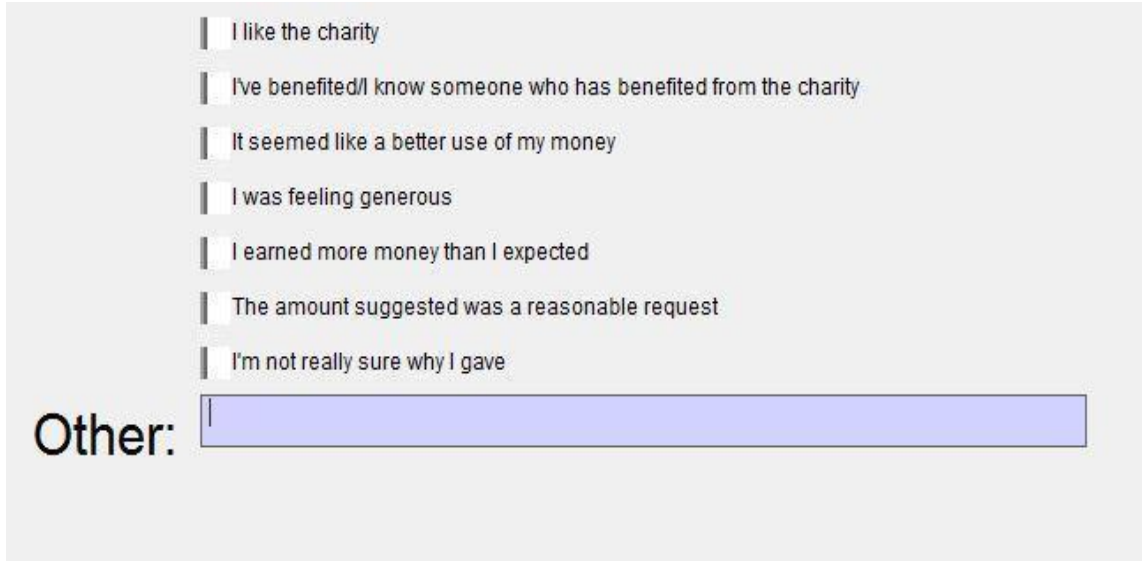 I like the charity
I've benefited/I know someone who has benefited from the charity
It seemed like a better use of my money
I was feeling generous
I earned more money than I expected
The amount suggested was a reasonable request
I'm not really sure why I gave
Other: